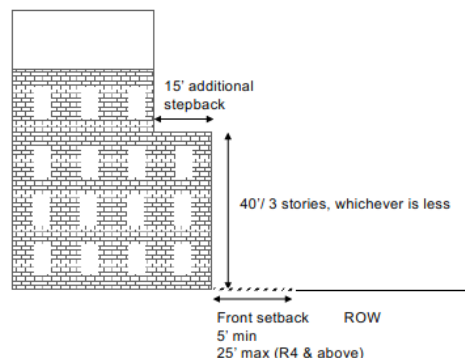 15' additional
stepback
40'/ 3 stories, whichever is less
Front setback ROW
5' min
25' max (R4 & above)